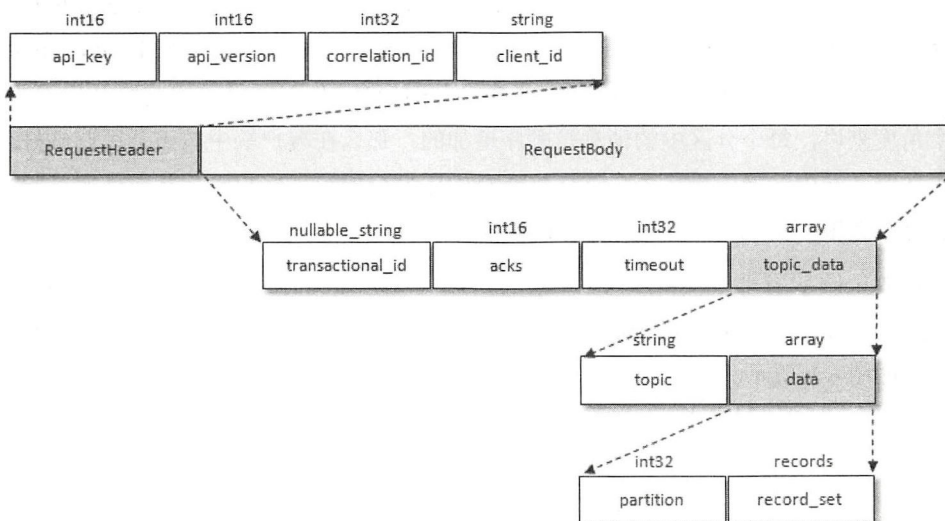 int16 int16 int32 string
api_key api_version correlation_id client_id
RequestHeader RequestBody
nullable_string int16 int32 array
transactional_id acks timeout topic_data
string array
topic data
int32 records
partition record_set